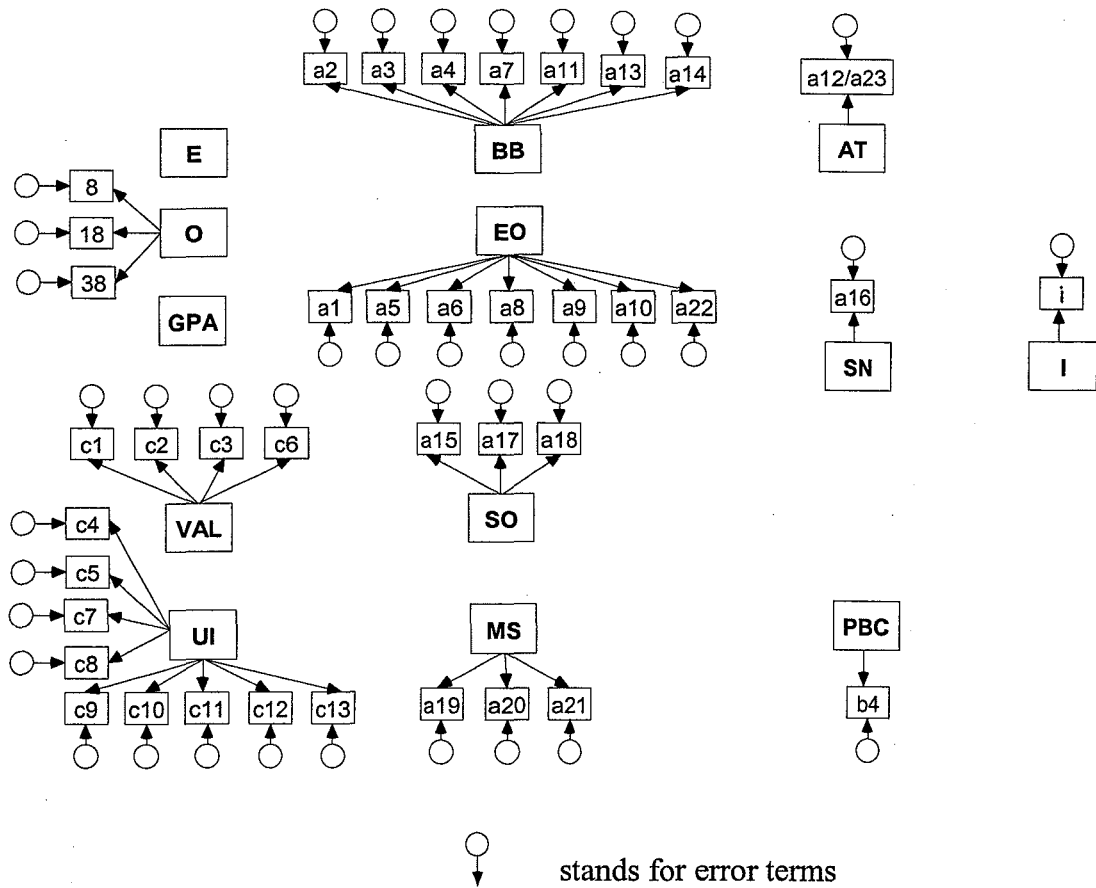 a2 a3 a4 a7 a11 a13 a14 a12/a23
E BB AT
8
18 O EO
38
GPA a1 a5 a6 a8 a9 a10 a22 a16 i
SN I
c1 c2 c3 c6 a15 a17 a18
VAL SO
c4
c5
c7
UI MS PBC
c8
c9 c10 c11 c12 c13 a19 a20 a21 b4
stands for error terms